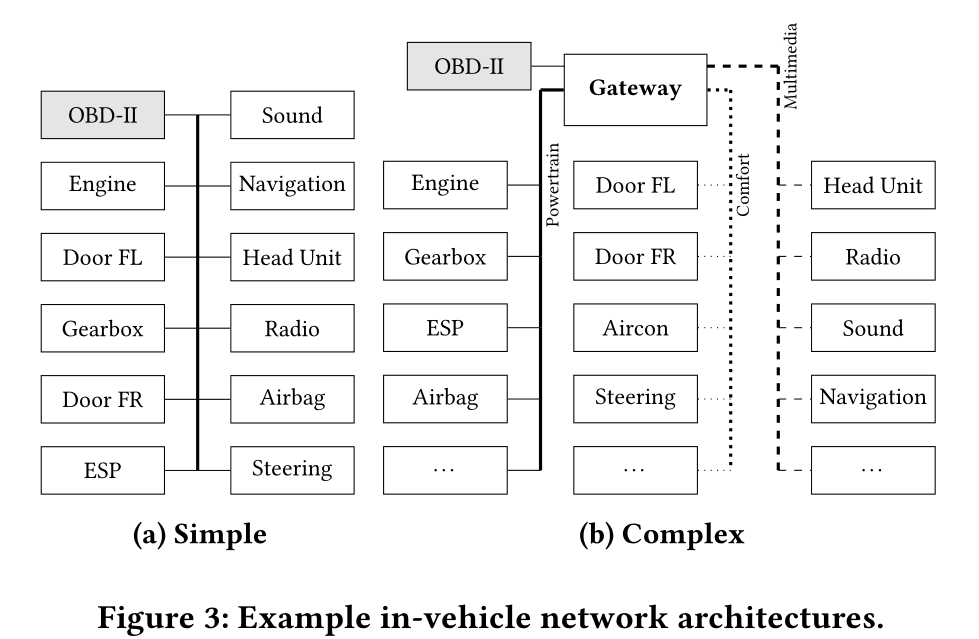 OBD-II
Engine
Door FL
Gearbox
Door FR
ESP
Sound
Navigation
Head Unit
Radio
Airbag
Steering
(a) Simple
OBD-II
Gateway
Powertrain
Comfort
Multimedia
Engine
Gearbox
ESP
Airbag
...
Door FL
Door FR
Aircon
Steering
...
Head Unit
Radio
Sound
Navigation
...
(b) Complex
Figure 3: Example in-vehicle network architectures.